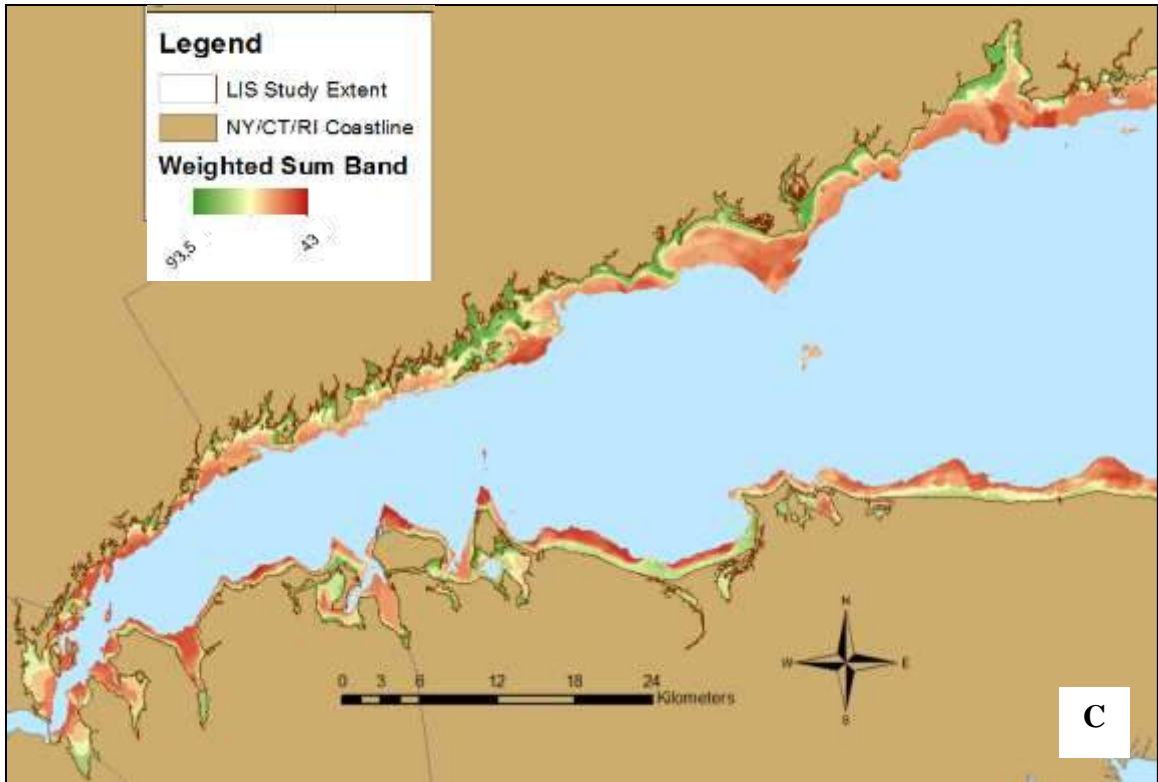 Legend
LIS Study Extent
NY/CT/RI Coastline
Weighted Sum Band
93.5 43
N
W E
S
0 3 6 12 18 24
Kilometers
C